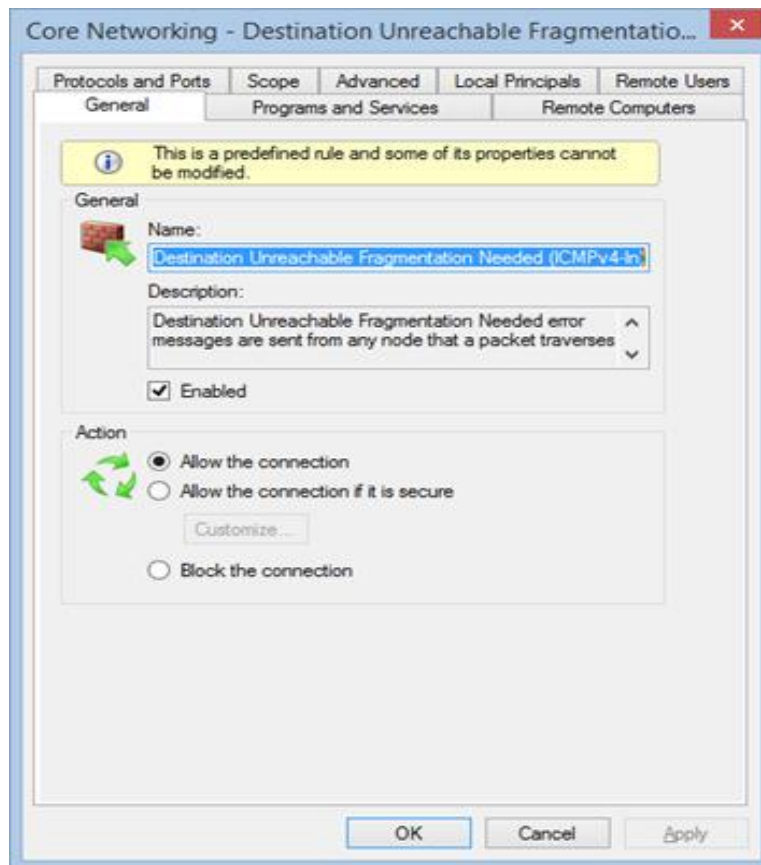 Core Networking - Destination Unreachable Fragmentatio...
Protocols and Ports Scope Advanced Local Principals Remote Users
General Programs and Services Remote Computers
This is a predefined rule and some of its properties cannot
be modified.
General
Name:
Destination Unreachable Fragmentation Needed (ICMPv4-In)
Description:
Destination Unreachable Fragmentation Needed error
messages are sent from any node that a packet traverses
Enabled
Action
Allow the connection
Allow the connection if it is secure
Customize...
Block the connection
OK Cancel Apply